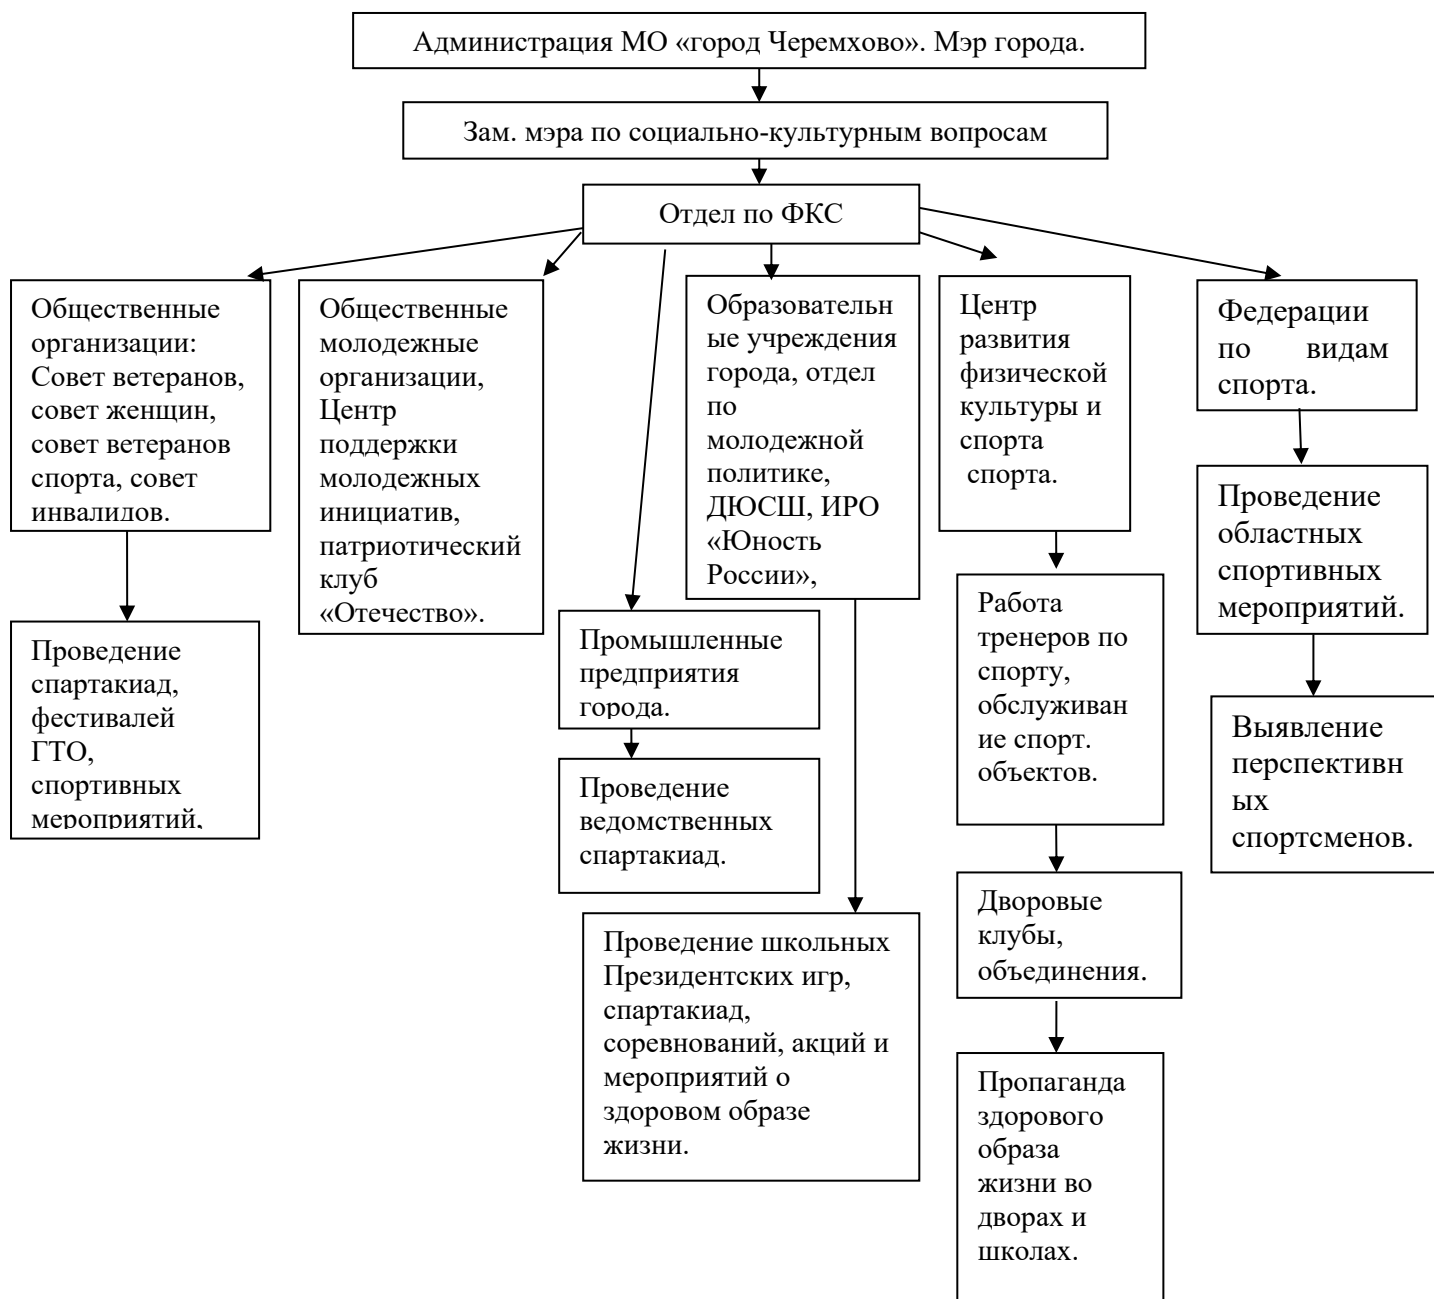 Администрация МО «город Черемхово». Мэр города.
Зам. мэра по социально-культурным вопросам
Отдел по ФКС
Общественные
организации:
Совет ветеранов,
совет женщин,
совет ветеранов
спорта, совет
инвалидов.
Общественные
молодежные
организации,
Центр
поддержки
молодежных
инициатив,
патриотический
клуб
«Отечество».
Образовательн
ые учреждения
города, отдел
по
молодежной
политике,
ДЮСШ, ИРО
«Юность
России»,
Центр
развития
физической
культуры и
спорта
спорта.
Федерации
по видам
спорта.
Проведение
спартакиад,
фестивалей
ГТО,
спортивных
мероприятий,
Промышленные
предприятия
города.
Проведение
ведомственных
спартакиад.
Проведение школьных
Президентских игр,
спартакиад,
соревнований, акций и
мероприятий о
здоровом образе
жизни.
Работа
тренеров по
спорту,
обслуживан
ие спорт.
объектов.
Дворовые
клубы,
объединения.
Пропаганда
здорового
образа
жизни во
дворах и
школах.
Проведение
областных
спортивных
мероприятий.
Выявление
перспективн
ых
спортсменов.